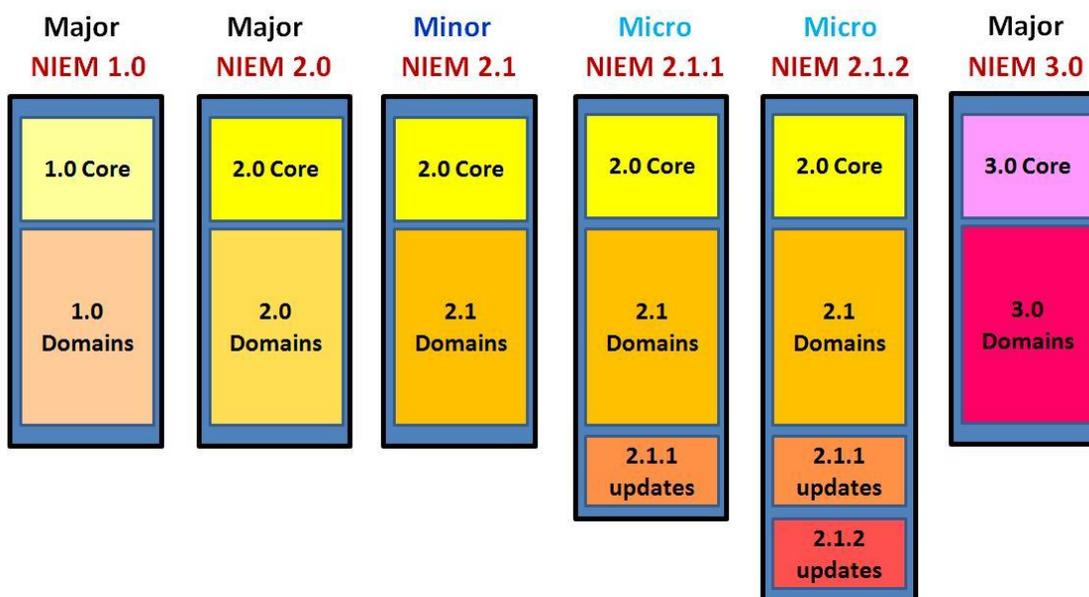 Major
NIEM 1.0
1.0 Core
1.0
Domains
Major
NIEM 2.0
2.0 Core
2.0
Domains
Minor
NIEM 2.1
2.0 Core
2.1
Domains
Micro
NIEM 2.1.1
2.0 Core
2.1
Domains
2.1.1
updates
Micro
NIEM 2.1.2
2.0 Core
2.1
Domains
2.1.1
updates
2.1.2
updates
Major
NIEM 3.0
3.0 Core
3.0
Domains